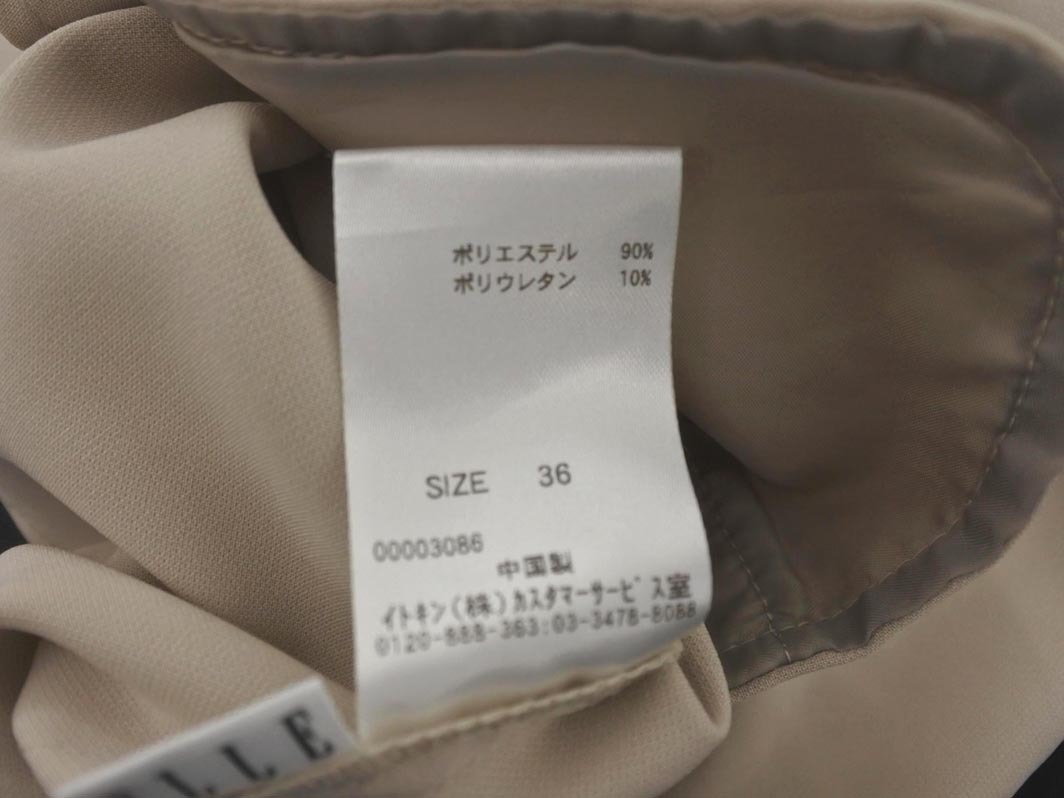 ポリエステル 90%
ポリウレタン 10%
SIZE 36
00003086
中国製
イトキン(株)カスタマーサービス室
0120-888-363:03-3478-8088